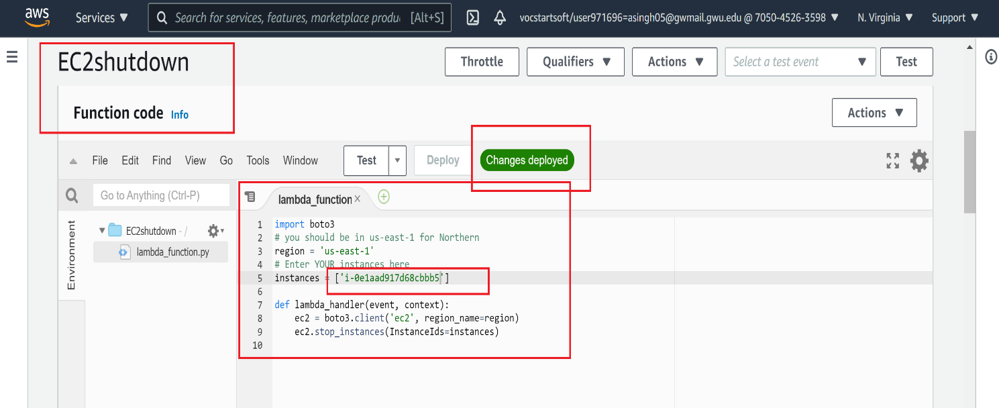 aws Services ▼ Search for services, features, marketplace produ [Alt+S] vocstartsoft/user971696=asingh05@gwmail.gwu.edu @ 7050-4526-3598 ▼ N. Virginia ▼ Support ▼
EC2shutdown Throttle Qualifiers ▼ Actions ▼ Select a test event ▼ Test
Function code Info Actions ▼
File Edit Find View Go Tools Window Test ▼ Deploy Changes deployed
Go to Anything (Ctrl-P) lambda_function ×
Environment
EC2shutdown - /
lambda_function.py
1 import boto3
2 # you should be in us-east-1 for Northern
3 region = 'us-east-1'
4 # Enter YOUR instances here
5 instances = ['i-0e1aad917d68cbbb5']
6
7 def lambda_handler(event, context):
8     ec2 = boto3.client('ec2', region_name=region)
9     ec2.stop_instances(InstanceIds=instances)
10